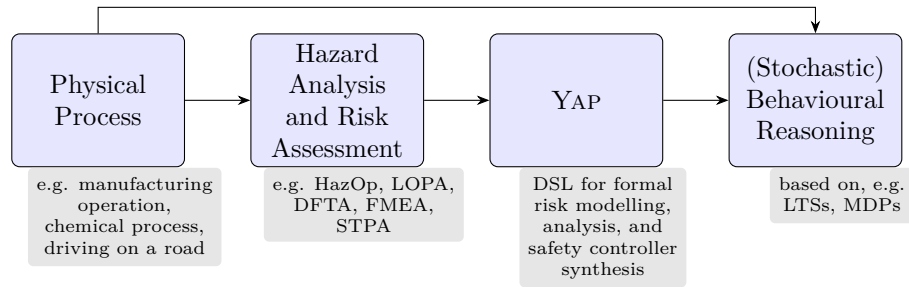 Physical
Process
Hazard
Analysis
and Risk
Assessment
YAP
(Stochastic)
Behavioural
Reasoning
e.g. manufacturing
operation,
chemical process,
driving on a road
e.g. HazOp, LOPA,
DFTA, FMEA,
STPA
DSL for formal
risk modelling,
analysis, and
safety controller
synthesis
based on, e.g.
LTSs, MDPs